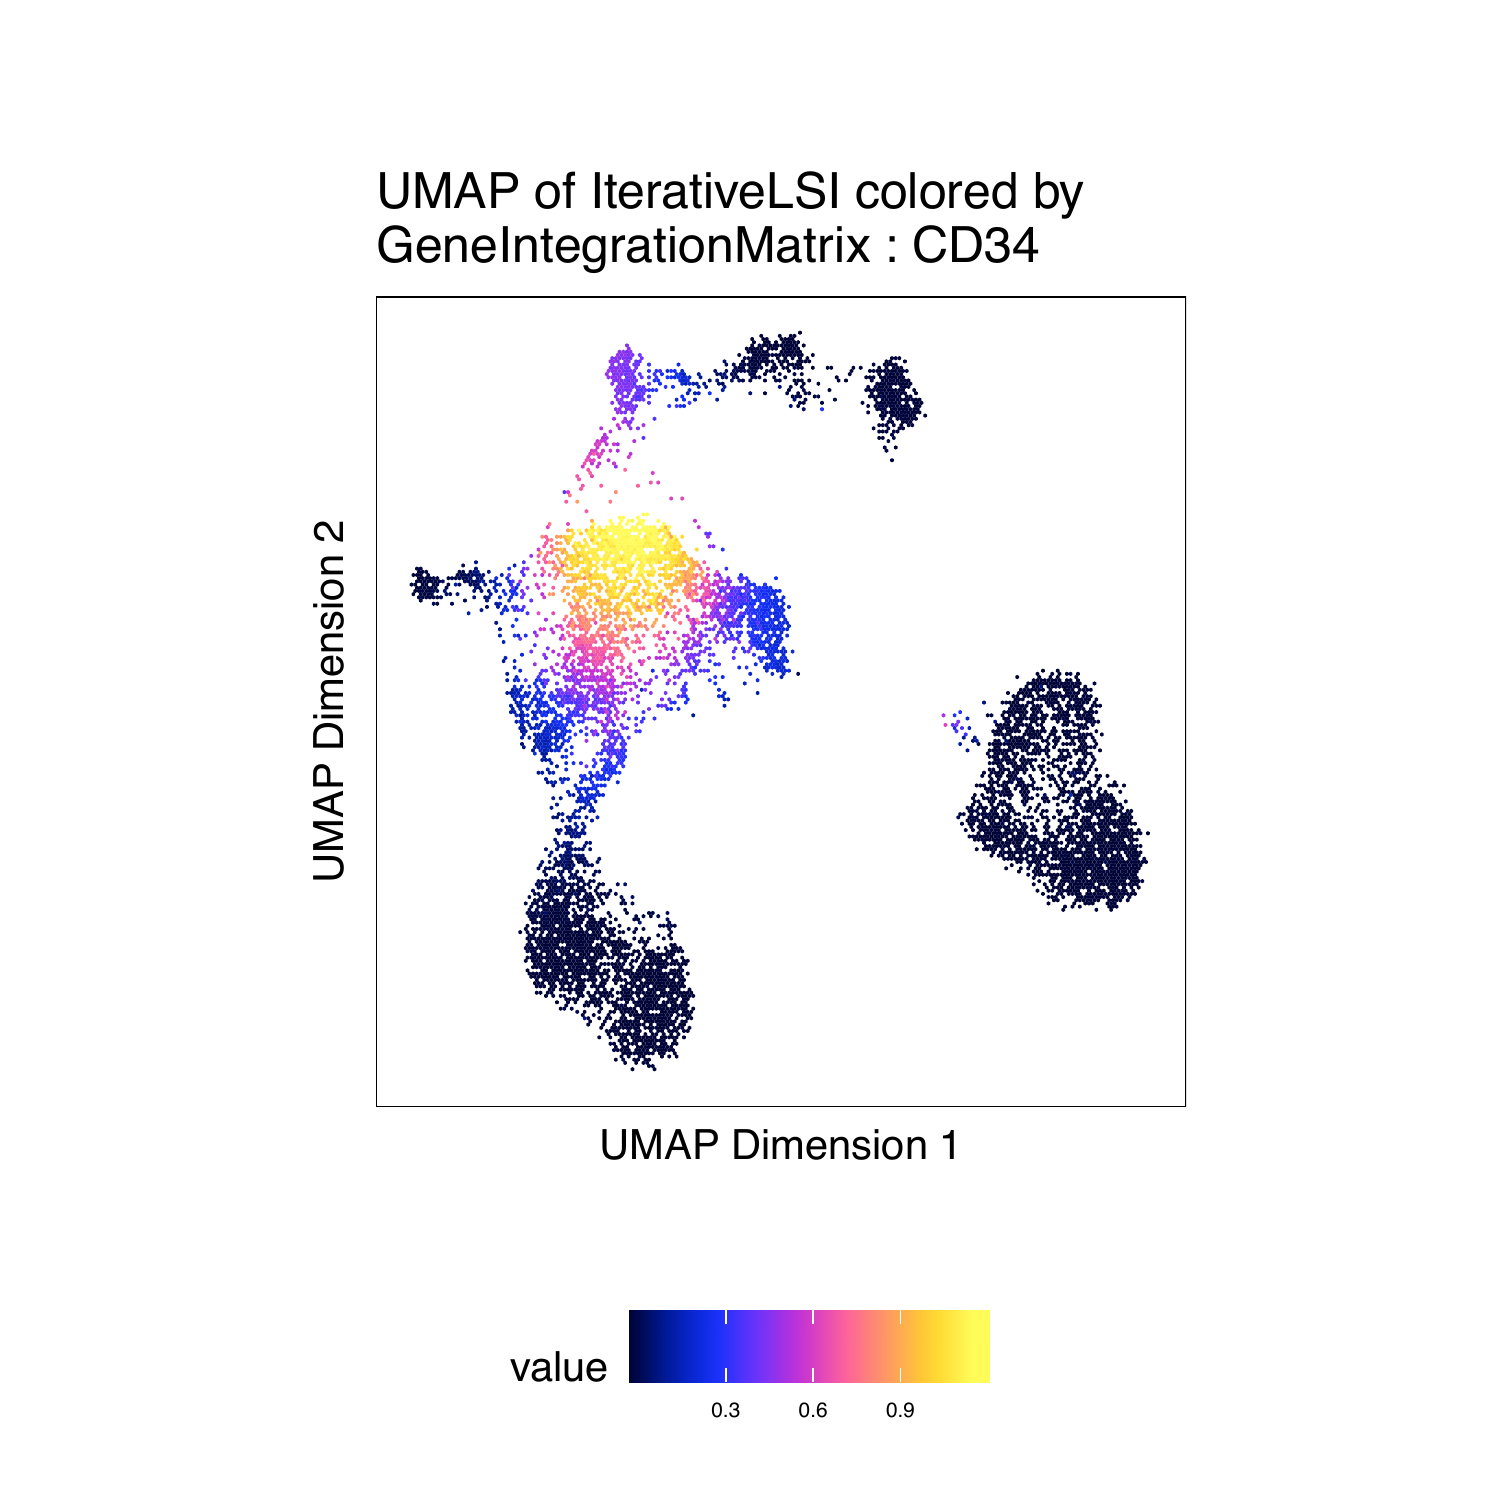 UMAP of IterativeLSI colored by
GeneIntegrationMatrix : CD34
UMAP Dimension 2
UMAP Dimension 1
value
0.3 0.6 0.9